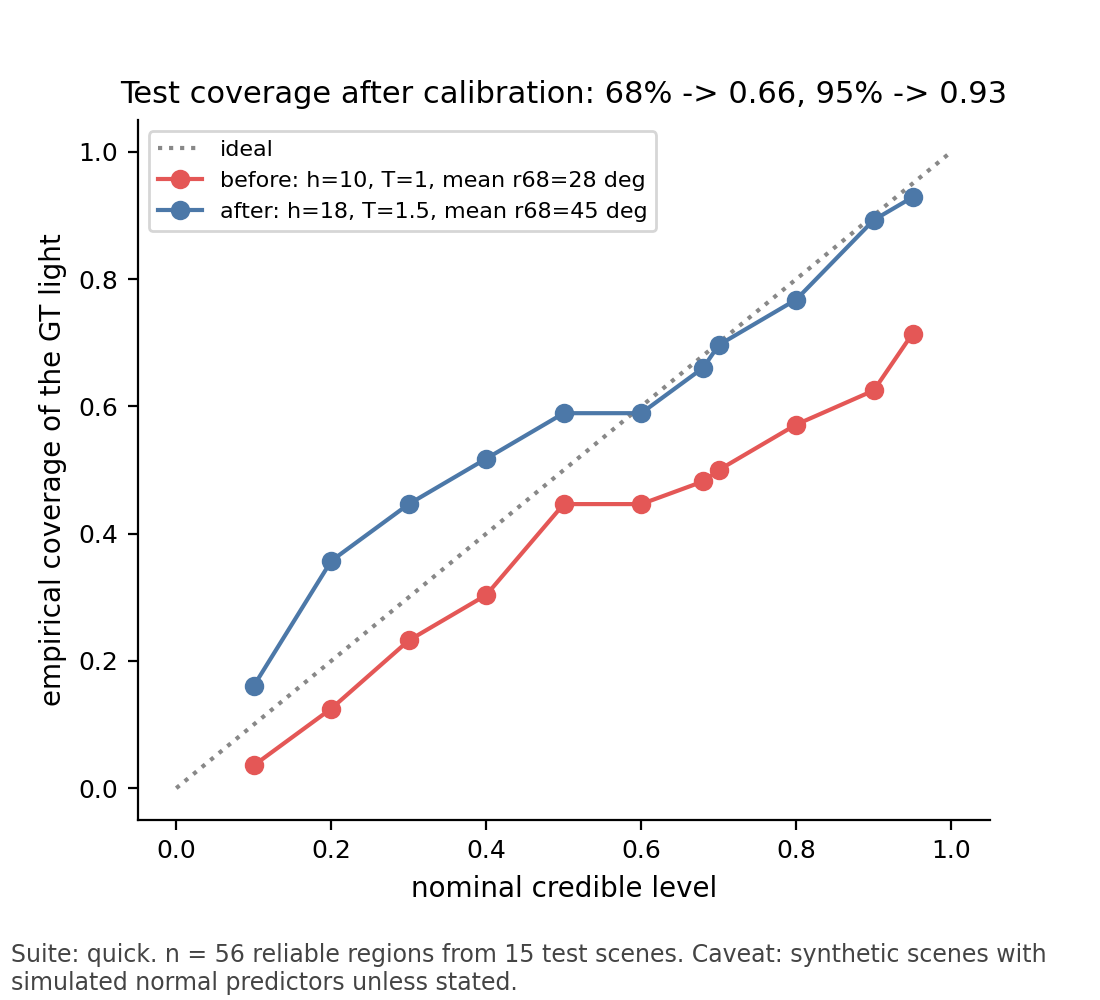 Test coverage after calibration: 68% -> 0.66, 95% -> 0.93
ideal
before: h=10, T=1, mean r68=28 deg
after: h=18, T=1.5, mean r68=45 deg
empirical coverage of the GT light
1.0
0.8
0.6
0.4
0.2
0.0
0.0 0.2 0.4 0.6 0.8 1.0
nominal credible level
Suite: quick. n = 56 reliable regions from 15 test scenes. Caveat: synthetic scenes with
simulated normal predictors unless stated.